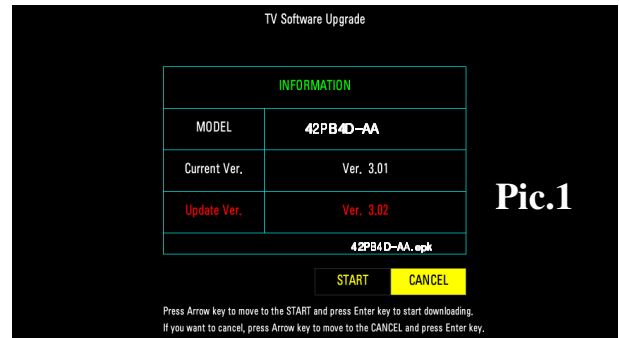 TV Software Upgrade
INFORMATION
MODEL 42PB4D-AA
Current Ver. Ver. 3.01
Update Ver. Ver. 3.02
42PB4D-AA.epk
Pic.1
START CANCEL
Press Arrow key to move to the START and press Enter key to start downloading.
If you want to cancel, press Arrow key to move to the CANCEL and press Enter key.